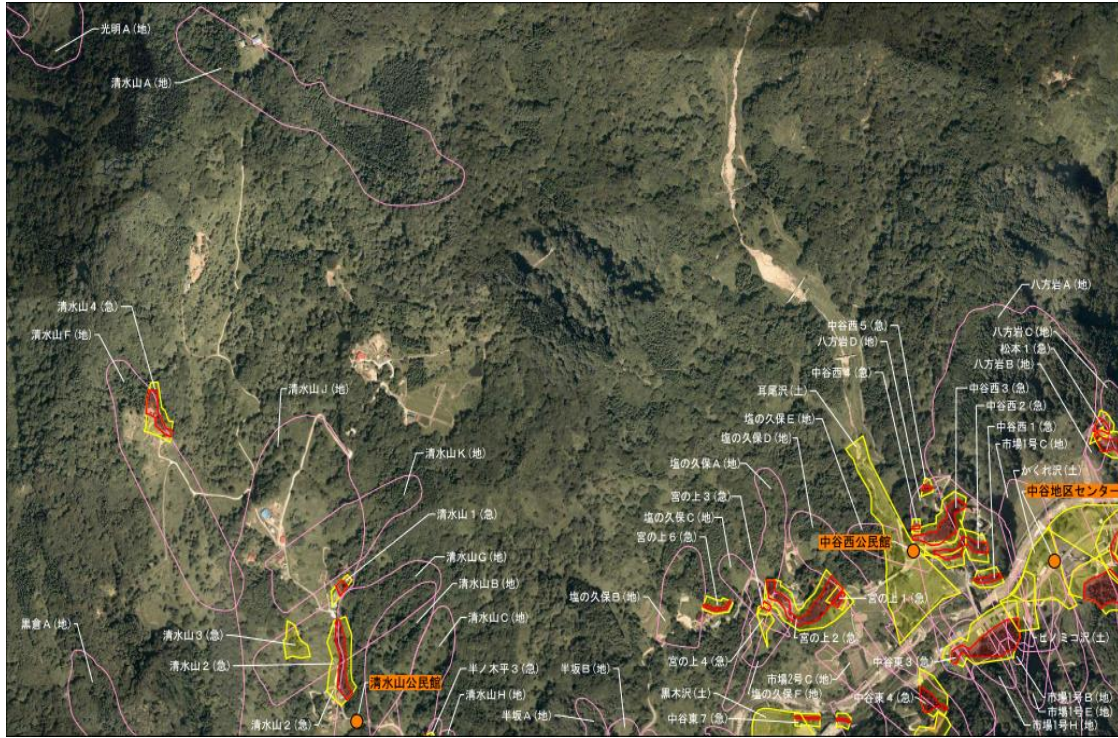 光明A(地)
清水山A(地)
清水山4(急)
清水山F(地)
清水山J(地)
清水山K(地)
清水山1(急)
清水山G(地)
清水山B(地)
清水山C(地)
黒倉A(地)
清水山3(急)
清水山2(急)
清水山2(急)
清水山公民館
半ノ木平3(急)
清水山H(地)
半坂A(地)
半坂B(地)
八方岩A(地)
中谷西5(急)
八方岩D(地)
中谷西4(急)
八方岩C(地)
松本1(急)
八方岩B(地)
中谷西3(急)
中谷西2(急)
中谷西1(急)
市場1号C(地)
かくれ沢(土)
中谷地区センター
耳尾沢(土)
塩の久保E(地)
塩の久保D(地)
塩の久保A(地)
宮の上3(急)
塩の久保C(地)
宮の上6(急)
中谷西公民館
塩の久保B(地)
宮の上1(急)
宮の上2(急)
宮の上4(急)
市場2号C(地)
黒木沢(土)
塩の久保F(地)
中谷東7(急)
中谷東3(急)
中谷東4(急)
ヒノミコ沢(土)
市場1号B(地)
市場1号E(地)
市場1号H(地)